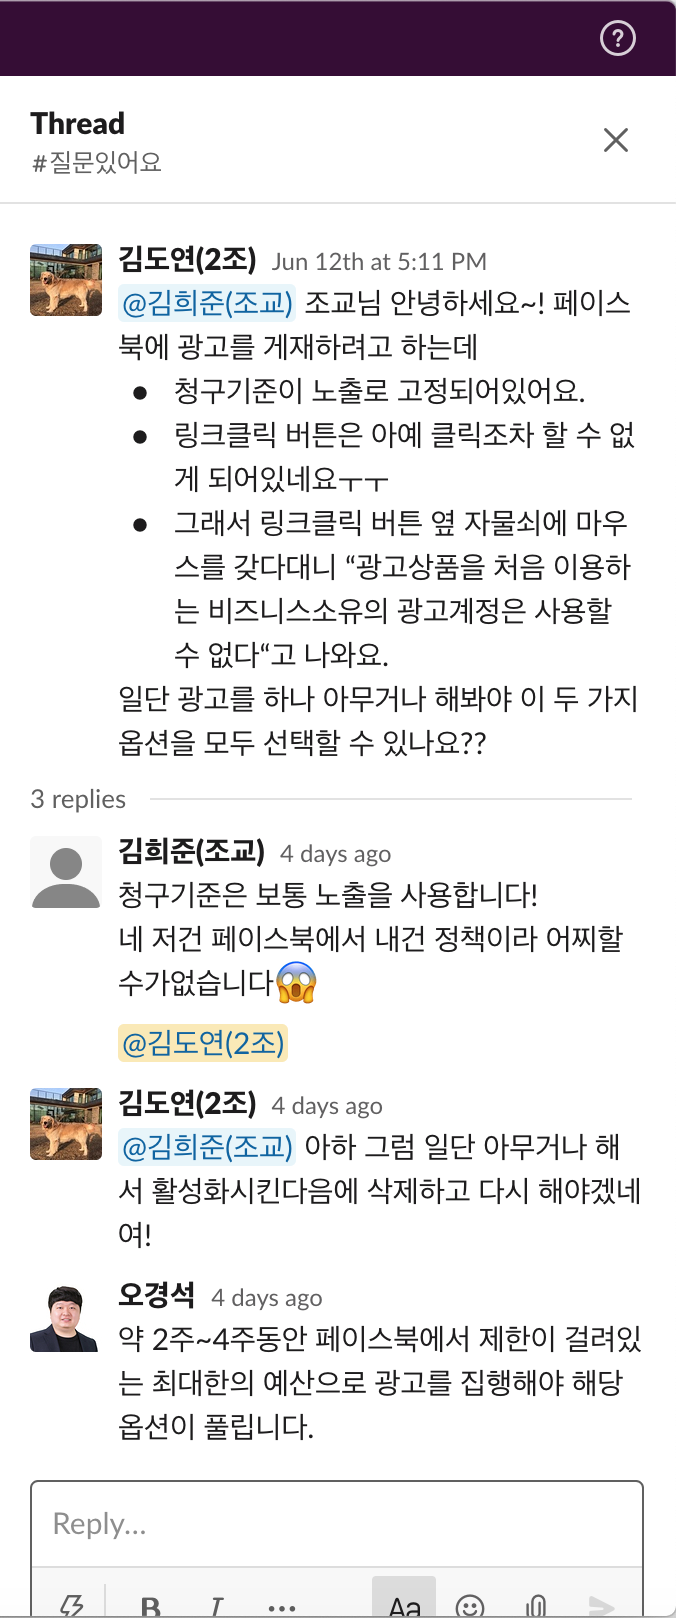 Thread
#질문있어요
김도연(2조) Jun 12th at 5:11 PM
@김희준(조교) 조교님 안녕하세요~! 페이스
북에 광고를 게재하려고 하는데
● 청구기준이 노출로 고정되어있어요.
● 링크클릭 버튼은 아예 클릭조차 할 수 없
게 되어있네요ㅜㅜ
● 그래서 링크클릭 버튼 옆 자물쇠에 마우
스를 갖다대니 “광고상품을 처음 이용하
는 비즈니스소유의 광고계정은 사용할
수 없다“고 나와요.
일단 광고를 하나 아무거나 해봐야 이 두 가지
옵션을 모두 선택할 수 있나요??
3 replies
김희준(조교) 4 days ago
청구기준은 보통 노출을 사용합니다!
네 저건 페이스북에서 내건 정책이라 어찌할
수가없습니다😱
@김도연(2조)
김도연(2조) 4 days ago
@김희준(조교) 아하 그럼 일단 아무거나 해
서 활성화시킨다음에 삭제하고 다시 해야겠네
여!
오경석 4 days ago
약 2주~4주동안 페이스북에서 제한이 걸려있
는 최대한의 예산으로 광고를 집행해야 해당
옵션이 풀립니다.
Reply...
B I ••• Aa